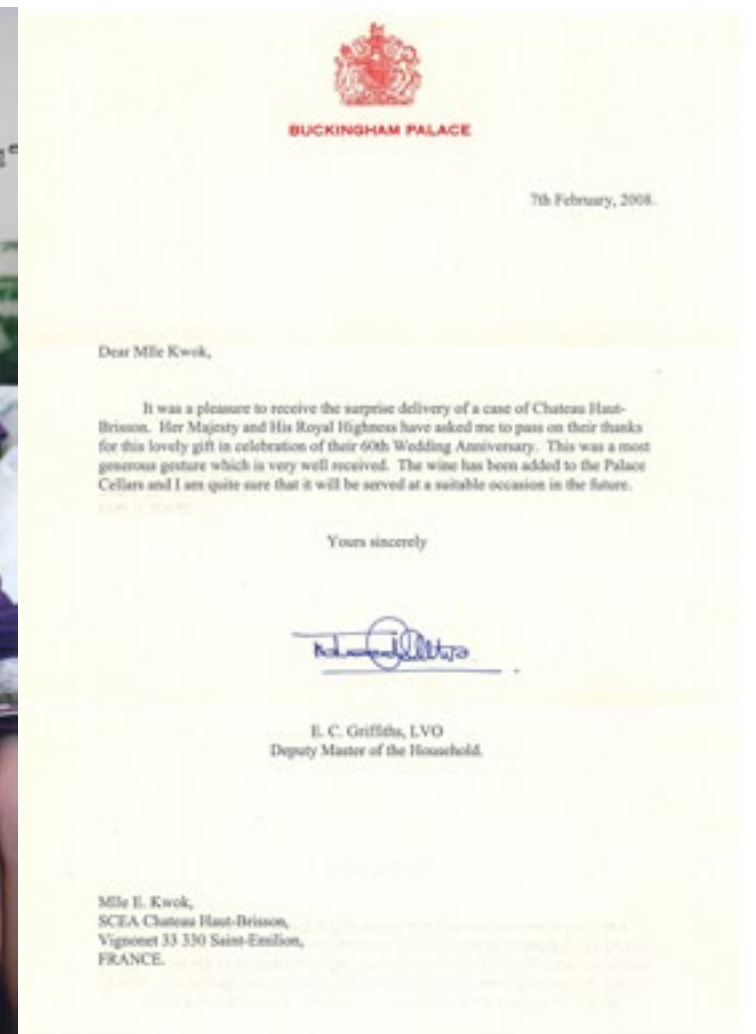 BUCKINGHAM PALACE
7th February, 2008.
Dear Mlle Kwok,
It was a pleasure to receive the surprise delivery of a case of Chateau Haut-
Brisson. Her Majesty and His Royal Highness have asked me to pass on their thanks
for this lovely gift in celebration of their 60th Wedding Anniversary. This was a most
generous gesture which is very well received. The wine has been added to the Palace
Cellars and I am quite sure that it will be served at a suitable occasion in the future.
Yours sincerely
E. C. Griffiths, LVO
Deputy Master of the Household.
Mlle E. Kwok,
SCEA Chateau Haut-Brisson,
Vignonet 33 330 Saint-Emilion,
FRANCE.